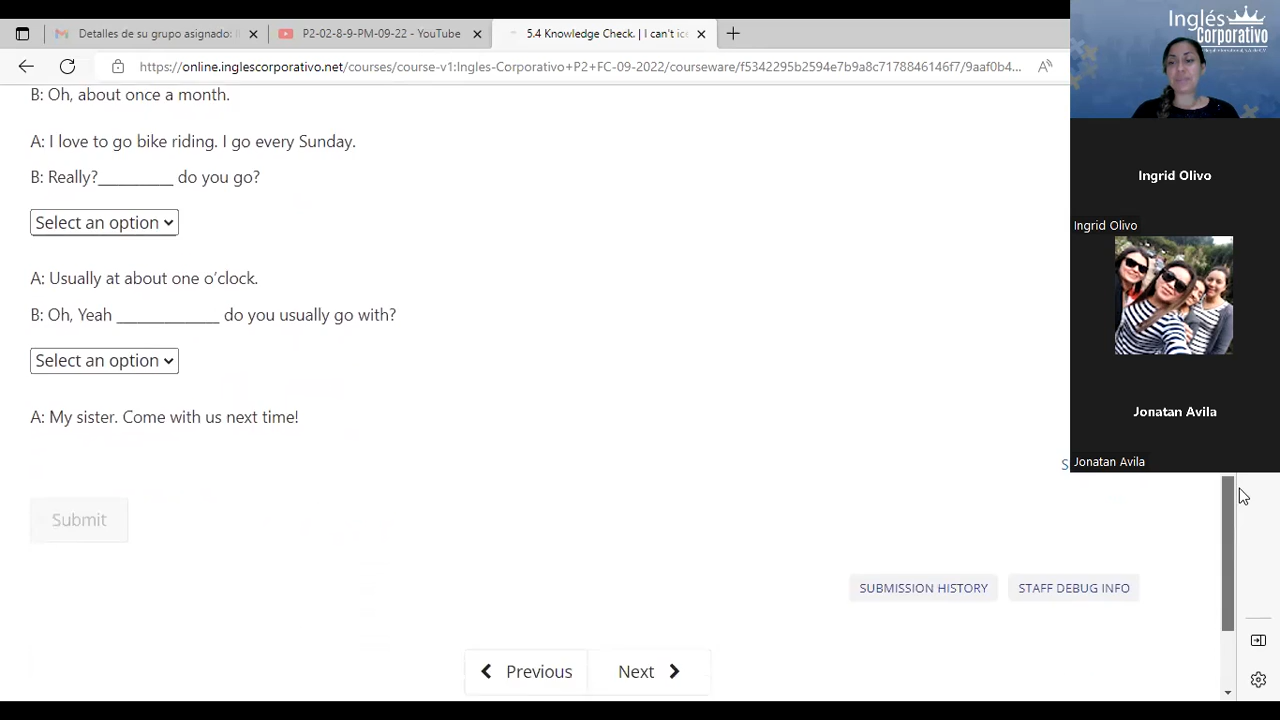 Detalles de su grupo asignado: i
P2-02-8-9-PM-09-22 - YouTube
5.4 Knowledge Check. | I can't ice
https://online.inglescorporativo.net/courses/course-v1:Ingles-Corporativo+P2+FC-09-2022/courseware/f5342295b2594e7b9a8c7178846146f7/9aaf0b4...
Inglés
Corporativo
B: Oh, about once a month.
A: I love to go bike riding. I go every Sunday.
B: Really?_________ do you go?
Select an option
A: Usually at about one o'clock.
B: Oh, Yeah ____________ do you usually go with?
Select an option
A: My sister. Come with us next time!
Submit
SUBMISSION HISTORY
STAFF DEBUG INFO
Previous
Next
Ingrid Olivo
Ingrid Olivo
Jonatan Avila
Jonatan Avila